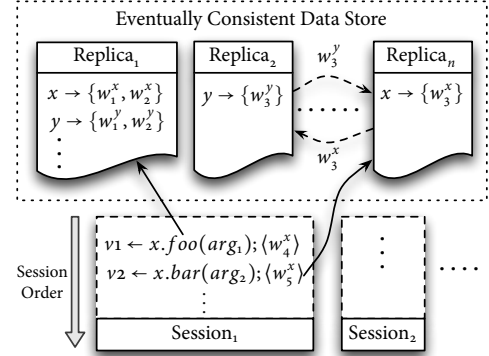 Eventually Consistent Data Store
Replica₁
x → {w₁ˣ, w₂ˣ}
y → {w₁ʸ, w₂ʸ}
⋮
Replica₂
y → {w₃ʸ}
w₃ʸ
......
w₃ˣ
Replicaₙ
x → {w₃ˣ}
Session
Order
v1 ← x.foo(arg₁);⟨w₄ˣ⟩
v2 ← x.bar(arg₂);⟨w₅ˣ⟩
⋮
Session₁
⋮
Session₂
....